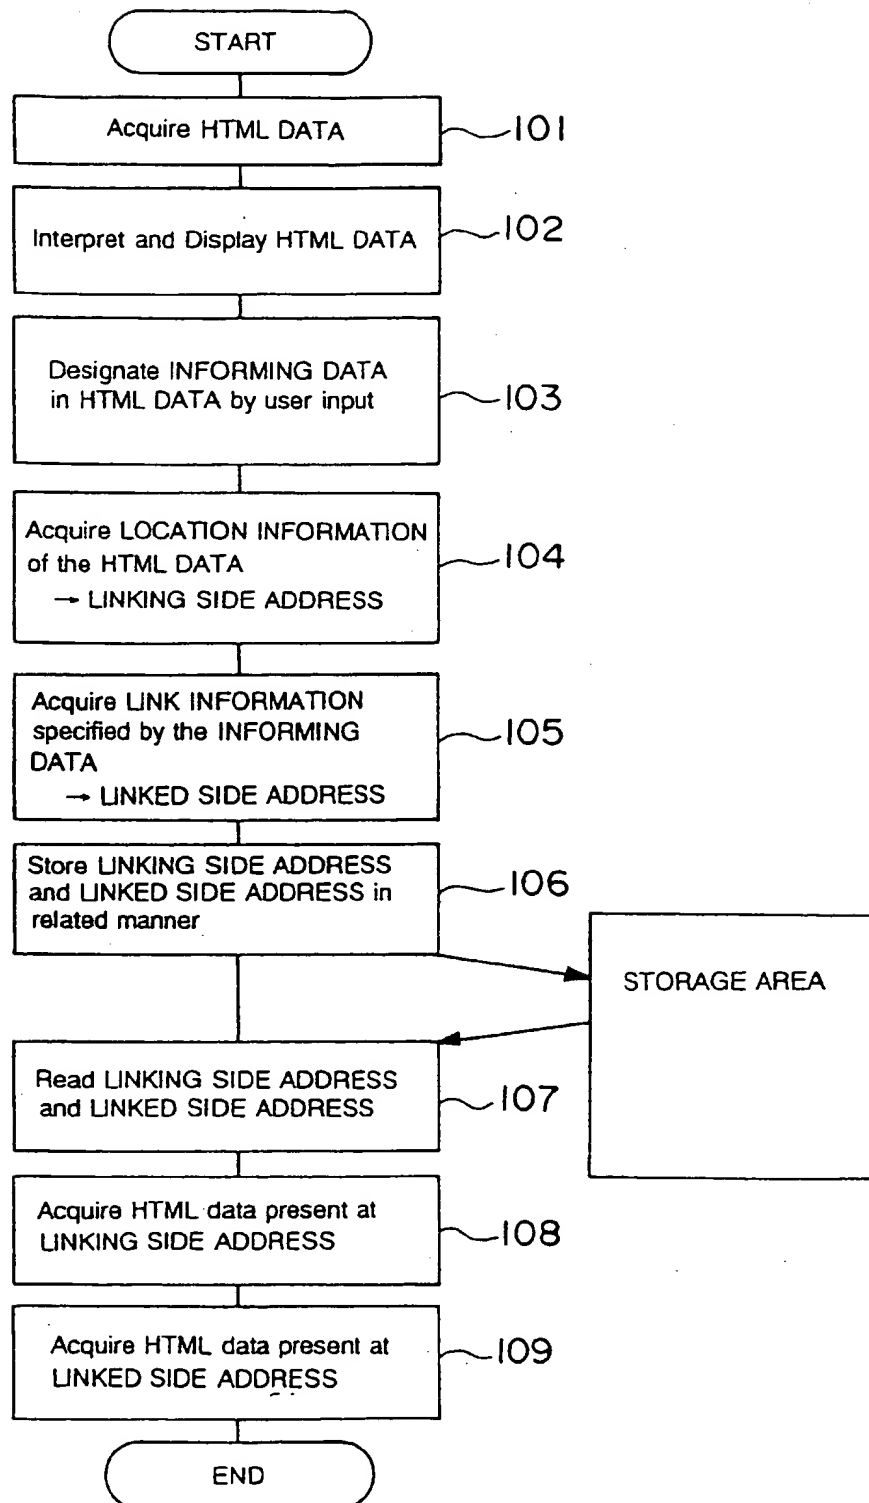 START
Acquire HTML DATA
101
Interpret and Display HTML DATA
102
Designate INFORMING DATA
in HTML DATA by user input
103
Acquire LOCATION INFORMATION
of the HTML DATA
→ LINKING SIDE ADDRESS
104
Acquire LINK INFORMATION
specified by the INFORMING
DATA
→ LINKED SIDE ADDRESS
105
Store LINKING SIDE ADDRESS
and LINKED SIDE ADDRESS in
related manner
106
STORAGE AREA
Read LINKING SIDE ADDRESS
and LINKED SIDE ADDRESS
107
Acquire HTML data present at
LINKING SIDE ADDRESS
108
Acquire HTML data present at
LINKED SIDE ADDRESS
109
END